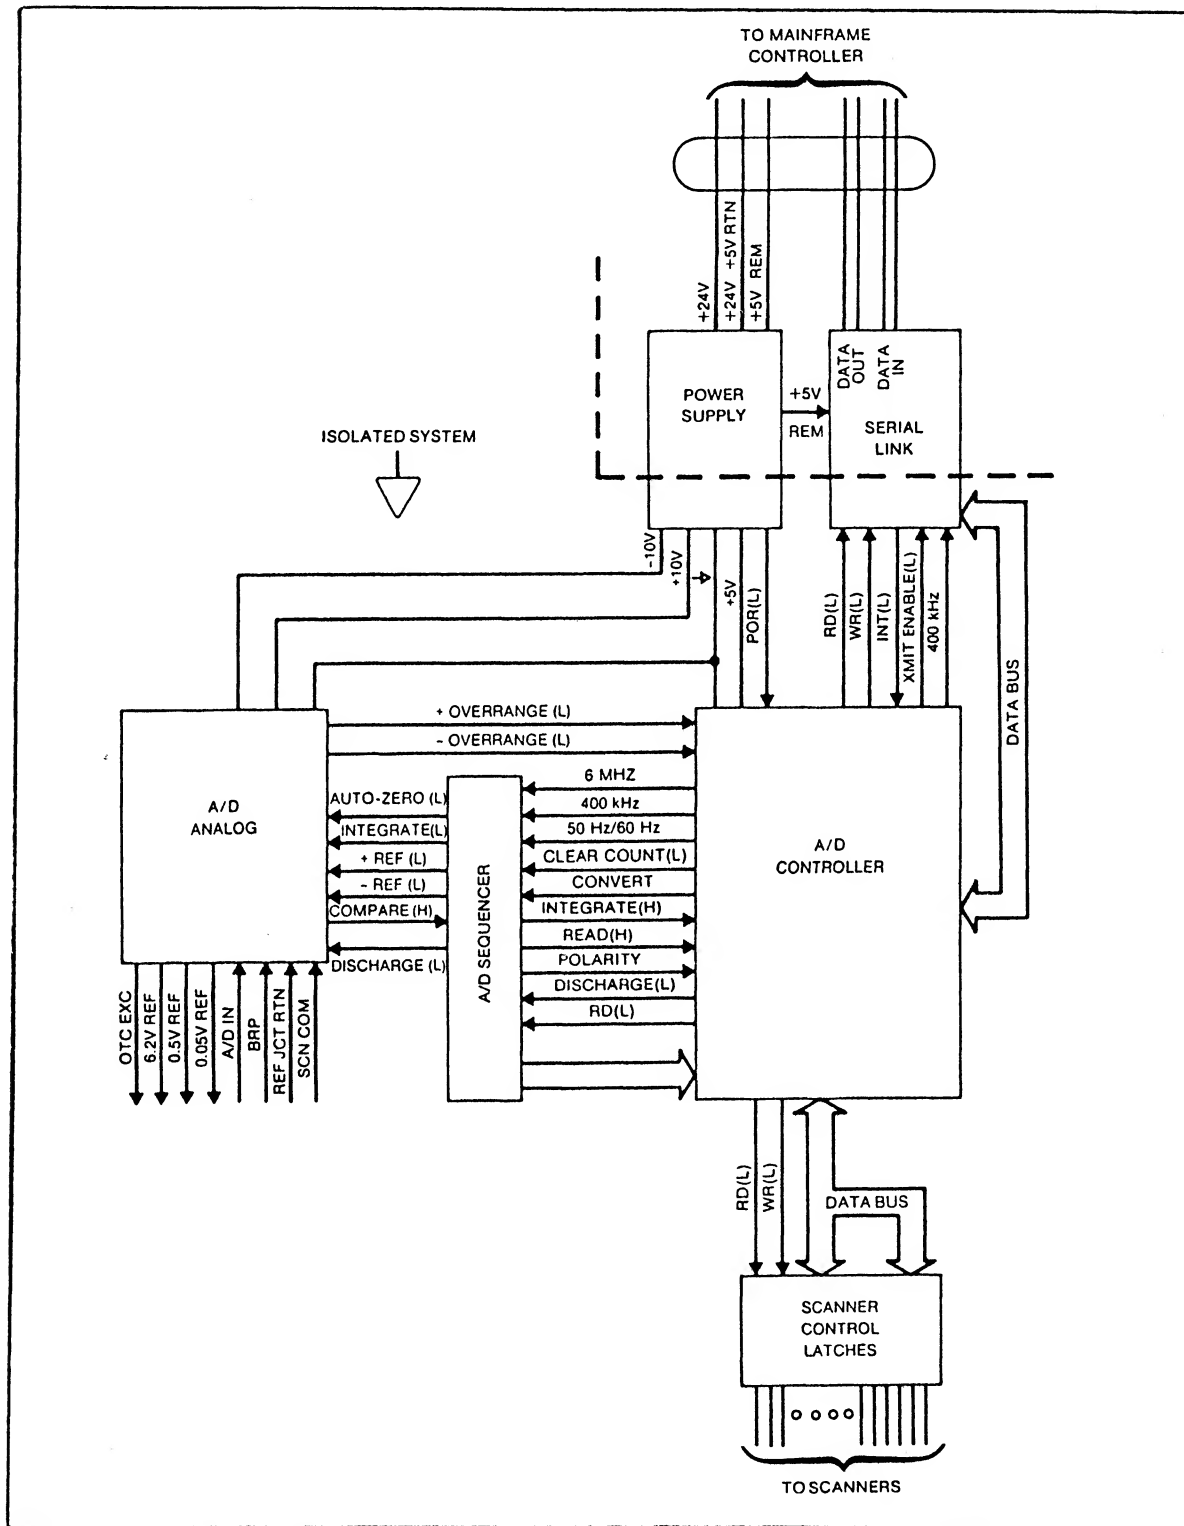 TO MAINFRAME
CONTROLLER
+24V
+24V +5V RTN
+5V REM
DATA
OUT
DATA
IN
POWER
SUPPLY
+5V
REM
SERIAL
LINK
ISOLATED SYSTEM
-10V
+10V
+5V
POR(L)
RD(L)
WR(L)
INT(L)
XMIT ENABLE(L)
400 kHz
DATA BUS
+ OVERRANGE (L)
- OVERRANGE (L)
A/D
ANALOG
AUTO-ZERO (L)
INTEGRATE(L)
+ REF (L)
- REF (L)
COMPARE (H)
DISCHARGE (L)
A/D SEQUENCER
6 MHZ
400 kHz
50 Hz/60 Hz
CLEAR COUNT(L)
CONVERT
INTEGRATE(H)
READ(H)
POLARITY
DISCHARGE(L)
RD(L)
A/D
CONTROLLER
OTC EXC
6.2V REF
0.5V REF
0.05V REF
A/D IN
BRP
REF JCT RTN
SCN COM
RD(L)
WR(L)
DATA BUS
SCANNER
CONTROL
LATCHES
TO SCANNERS